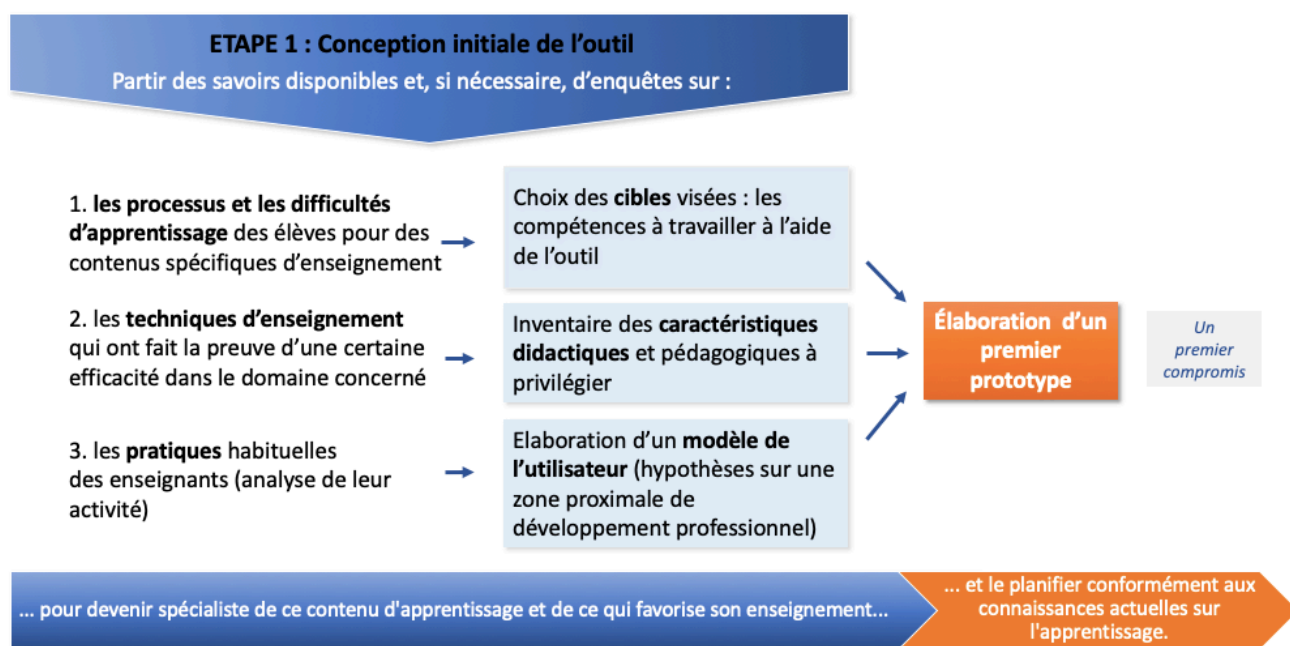 ETAPE 1 : Conception initiale de l’outil
Partir des savoirs disponibles et, si nécessaire, d’enquêtes sur :
1. les processus et les difficultés
d’apprentissage des élèves pour des
contenus spécifiques d’enseignement
Choix des cibles visées : les
compétences à travailler à l’aide
de l’outil
2. les techniques d’enseignement
qui ont fait la preuve d’une certaine
efficacité dans le domaine concerné
Inventaire des caractéristiques
didactiques et pédagogiques à
privilégier
3. les pratiques habituelles
des enseignants (analyse de leur
activité)
Elaboration d’un modèle de
l’utilisateur (hypothèses sur une
zone proximale de
développement professionnel)
Élaboration d’un
premier
prototype
Un
premier
compromis
... pour devenir spécialiste de ce contenu d'apprentissage et de ce qui favorise son enseignement...
... et le planifier conformément aux
connaissances actuelles sur
l'apprentissage.